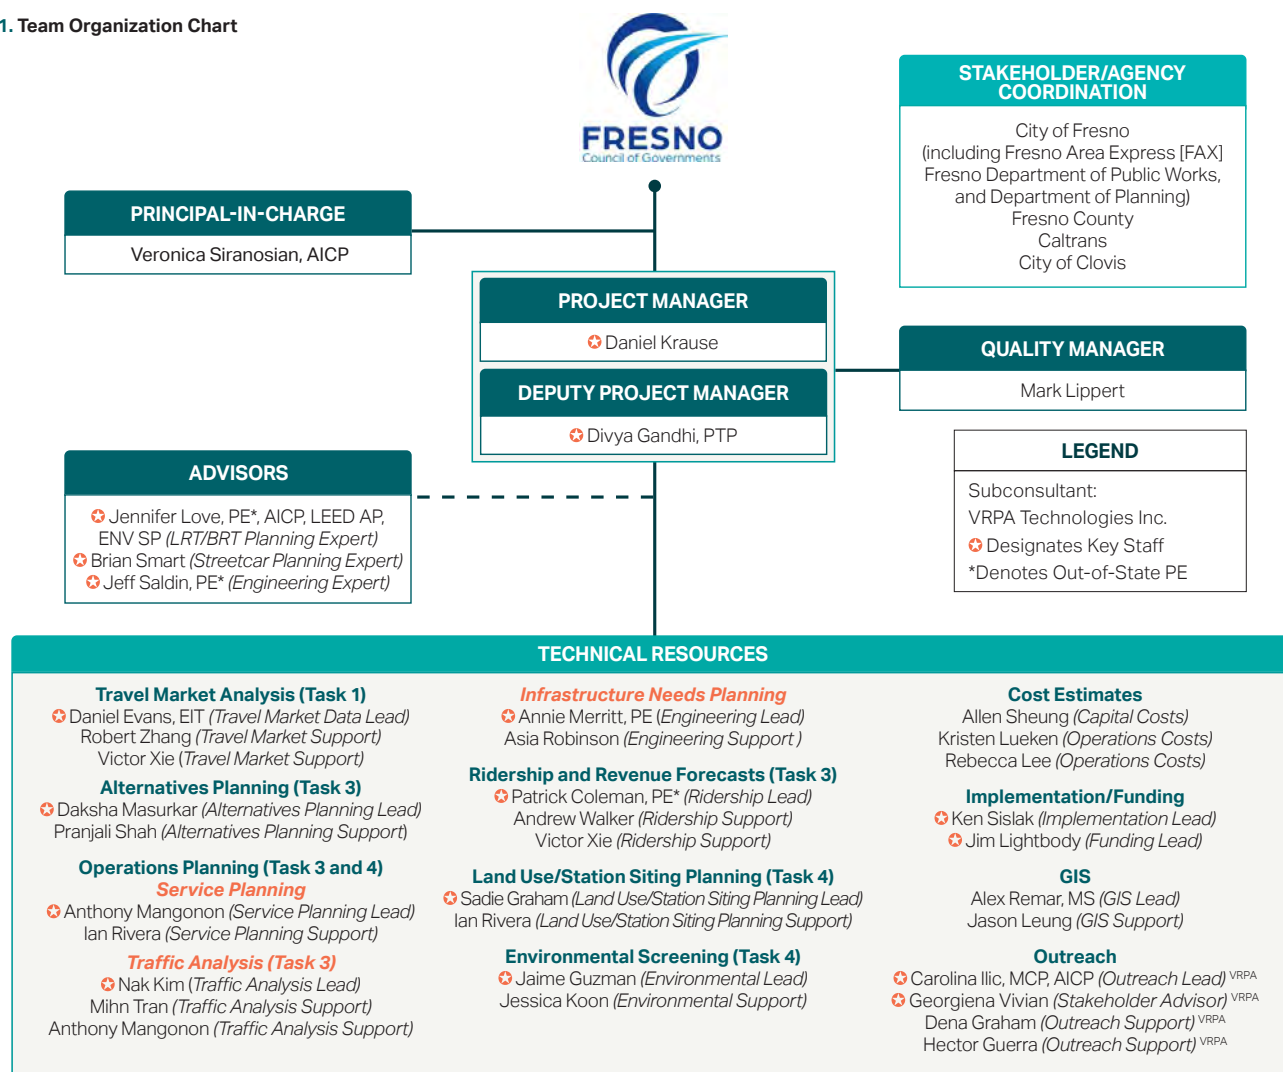 1. Team Organization Chart
FRESNO
Council of Governments
STAKEHOLDER/AGENCY
COORDINATION
City of Fresno
(including Fresno Area Express [FAX]
Fresno Department of Public Works,
and Department of Planning)
Fresno County
Caltrans
City of Clovis
PRINCIPAL-IN-CHARGE
Veronica Siranosian, AICP
PROJECT MANAGER
Daniel Krause
DEPUTY PROJECT MANAGER
Divya Gandhi, PTP
QUALITY MANAGER
Mark Lippert
ADVISORS
Jennifer Love, PE*, AICP, LEED AP,
ENV SP (LRT/BRT Planning Expert)
Brian Smart (Streetcar Planning Expert)
Jeff Saldin, PE* (Engineering Expert)
LEGEND
Subconsultant:
VRPA Technologies Inc.
Designates Key Staff
*Denotes Out-of-State PE
TECHNICAL RESOURCES
Travel Market Analysis (Task 1)
Daniel Evans, EIT (Travel Market Data Lead)
Robert Zhang (Travel Market Support)
Victor Xie (Travel Market Support)
Alternatives Planning (Task 3)
Daksha Masurkar (Alternatives Planning Lead)
Pranjali Shah (Alternatives Planning Support)
Operations Planning (Task 3 and 4)
Service Planning
Anthony Mangonon (Service Planning Lead)
Ian Rivera (Service Planning Support)
Traffic Analysis (Task 3)
Nak Kim (Traffic Analysis Lead)
Mihn Tran (Traffic Analysis Support)
Anthony Mangonon (Traffic Analysis Support)
Infrastructure Needs Planning
Annie Merritt, PE (Engineering Lead)
Asia Robinson (Engineering Support )
Ridership and Revenue Forecasts (Task 3)
Patrick Coleman, PE* (Ridership Lead)
Andrew Walker (Ridership Support)
Victor Xie (Ridership Support)
Land Use/Station Siting Planning (Task 4)
Sadie Graham (Land Use/Station Siting Planning Lead)
Ian Rivera (Land Use/Station Siting Planning Support)
Environmental Screening (Task 4)
Jaime Guzman (Environmental Lead)
Jessica Koon (Environmental Support)
Cost Estimates
Allen Sheung (Capital Costs)
Kristen Lueken (Operations Costs)
Rebecca Lee (Operations Costs)
Implementation/Funding
Ken Sislak (Implementation Lead)
Jim Lightbody (Funding Lead)
GIS
Alex Remar, MS (GIS Lead)
Jason Leung (GIS Support)
Outreach
Carolina Ilic, MCP, AICP (Outreach Lead) VRPA
Georgiena Vivian (Stakeholder Advisor) VRPA
Dena Graham (Outreach Support) VRPA
Hector Guerra (Outreach Support) VRPA